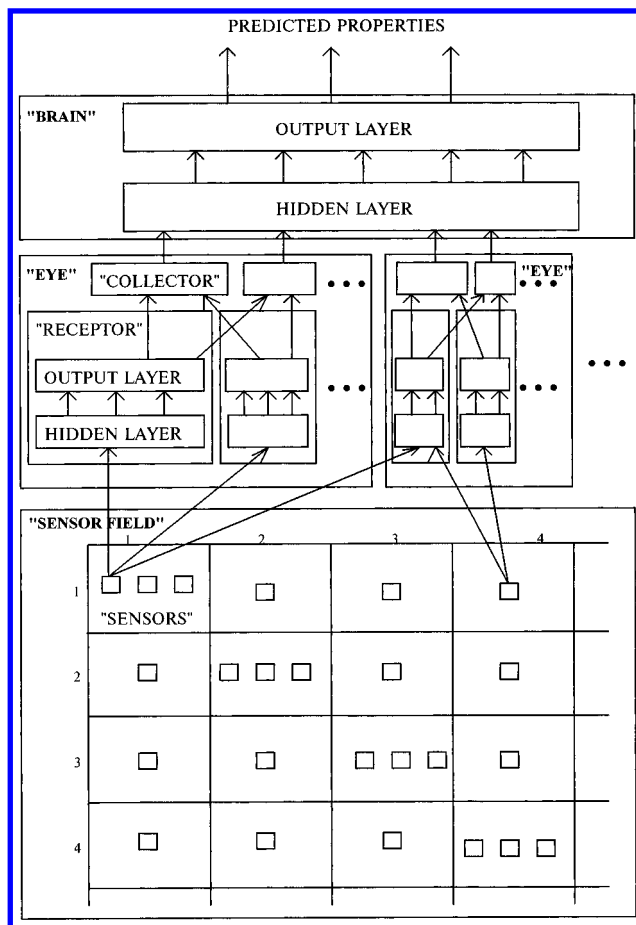 PREDICTED PROPERTIES
"BRAIN"
OUTPUT LAYER
HIDDEN LAYER
"EYE"
"COLLECTOR"
"EYE"
"RECEPTOR"
OUTPUT LAYER
HIDDEN LAYER
"SENSOR FIELD"
1 2 3 4
1
"SENSORS"
2
3
4